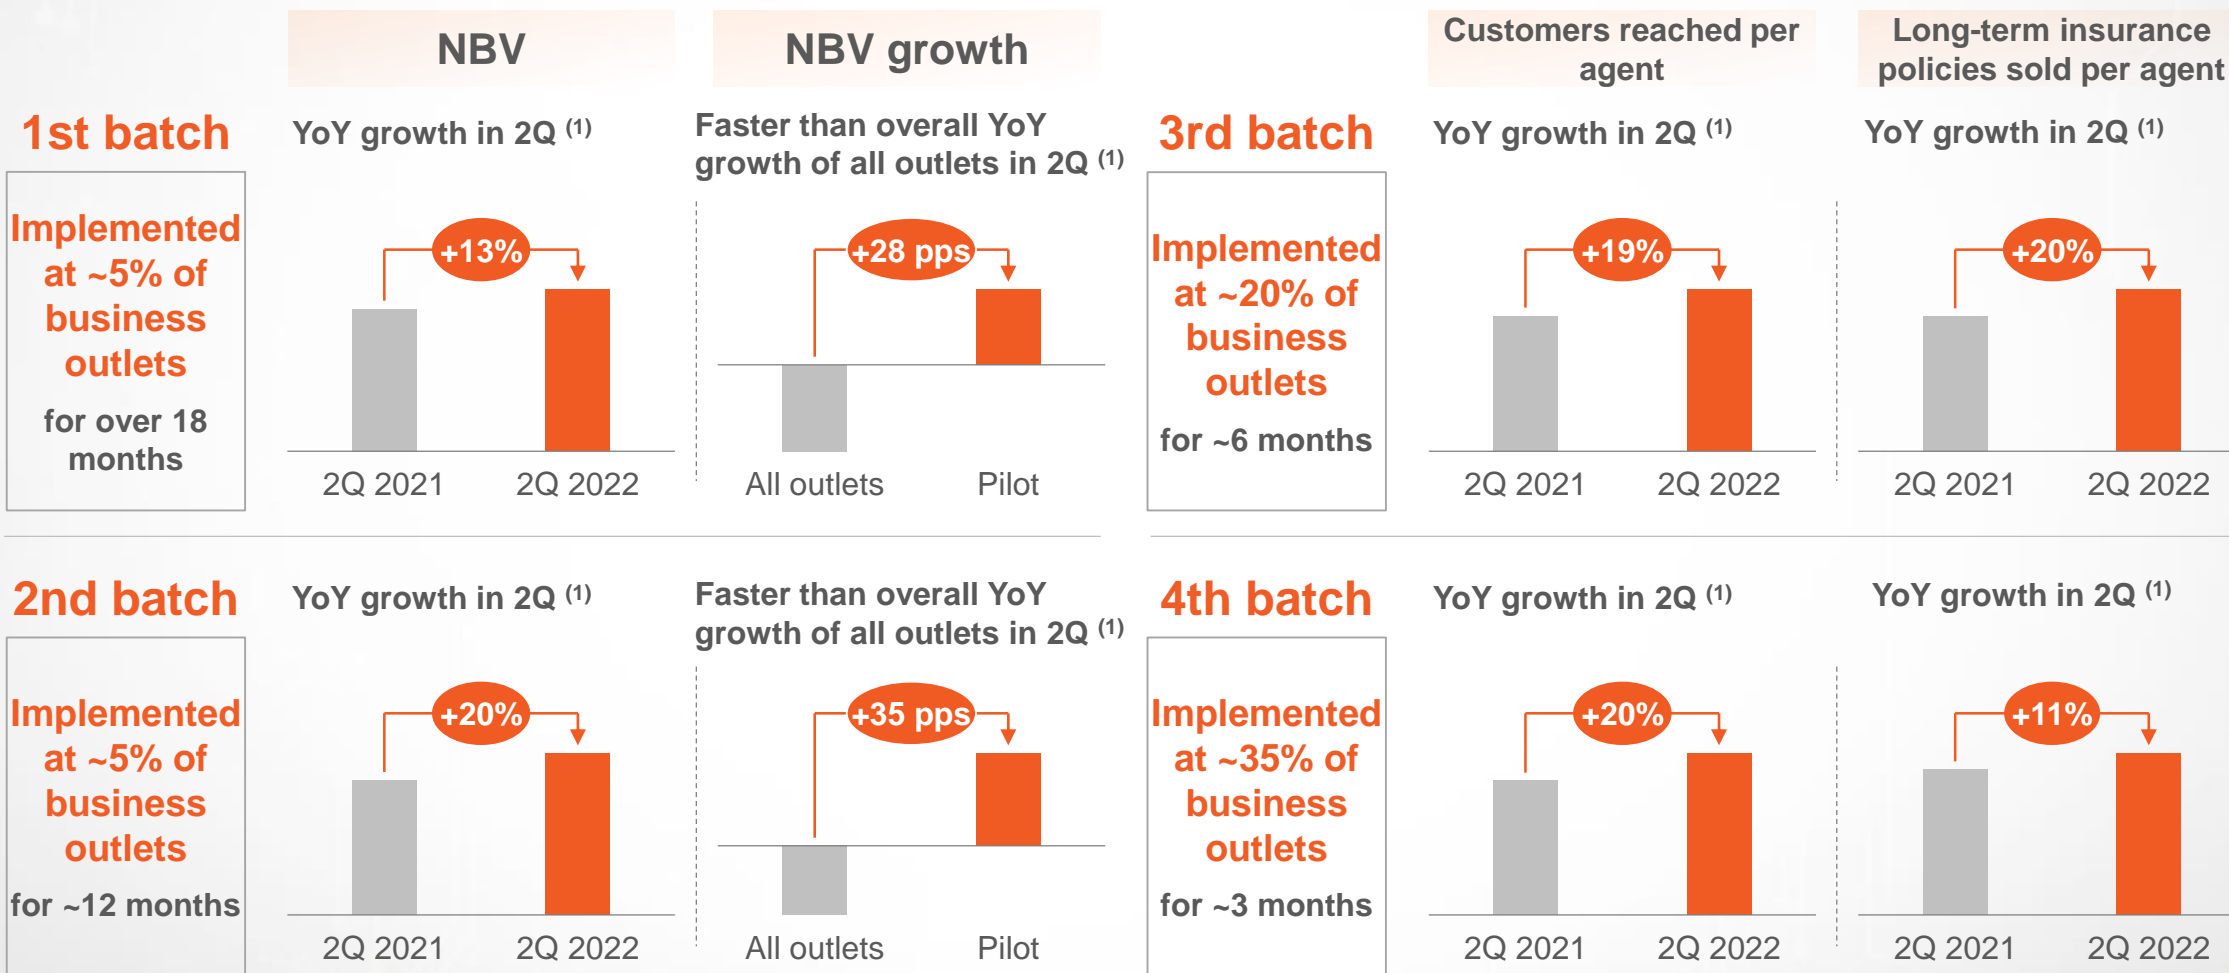 NBV
NBV growth
Customers reached per
agent
Long-term insurance
policies sold per agent
1st batch
Implemented
at ~5% of
business
outlets
for over 18
months
YoY growth in 2Q (1)
+13%
2Q 2021
2Q 2022
Faster than overall YoY
growth of all outlets in 2Q (1)
+28 pps
All outlets
Pilot
3rd batch
Implemented
at ~20% of
business
outlets
for ~6 months
YoY growth in 2Q (1)
+19%
2Q 2021
2Q 2022
YoY growth in 2Q (1)
+20%
2Q 2021
2Q 2022
2nd batch
Implemented
at ~5% of
business
outlets
for ~12 months
YoY growth in 2Q (1)
+20%
2Q 2021
2Q 2022
Faster than overall YoY
growth of all outlets in 2Q (1)
+35 pps
All outlets
Pilot
4th batch
Implemented
at ~35% of
business
outlets
for ~3 months
YoY growth in 2Q (1)
+20%
2Q 2021
2Q 2022
YoY growth in 2Q (1)
+11%
2Q 2021
2Q 2022